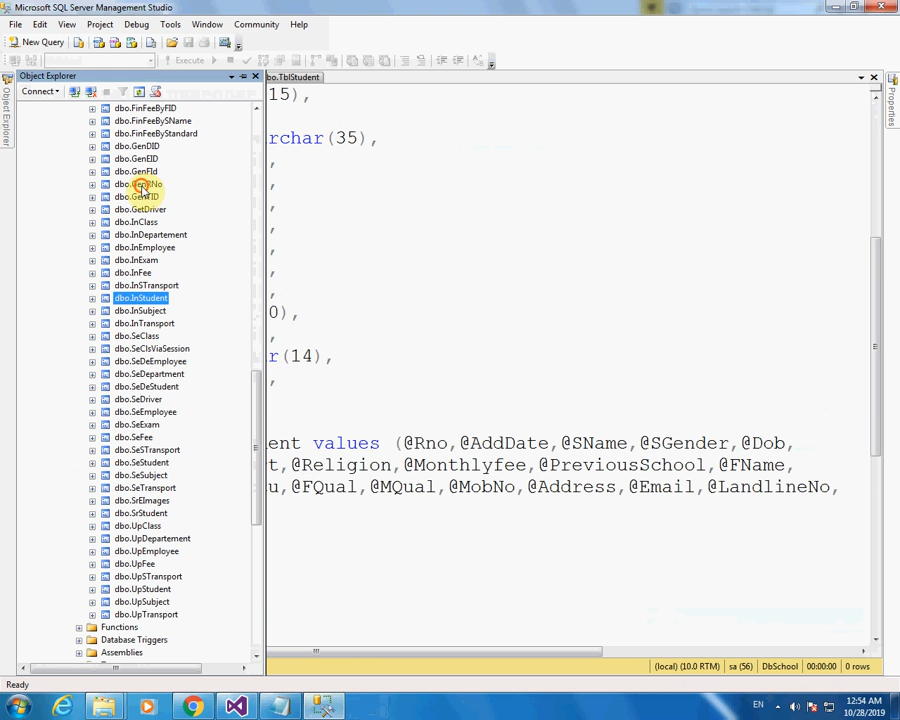 Microsoft SQL Server Management Studio
File Edit View Project Debug Tools Window Community Help
New Query
Execute
Object Explorer
bo.TblStudent
Connect
Object Explorer
Properties
dbo.FinFeeByFID
dbo.FinFeeBySName
dbo.FinFeeByStandard
dbo.GenDID
dbo.GenEID
dbo.GenFId
dbo.GenRNo
dbo.GenTID
dbo.GetDriver
dbo.InClass
dbo.InDepartement
dbo.InEmployee
dbo.InExam
dbo.InFee
dbo.InSTransport
dbo.InStudent
dbo.InSubject
dbo.InTransport
dbo.SeClass
dbo.SeClsViaSession
dbo.SeDeEmployee
dbo.SeDepartment
dbo.SeDeStudent
dbo.SeDriver
dbo.SeEmployee
dbo.SeExam
dbo.SeFee
dbo.SeSTransport
dbo.SeStudent
dbo.SeSubject
dbo.SeTransport
dbo.SrEImages
dbo.SrStudent
dbo.UpClass
dbo.UpDepartement
dbo.UpEmployee
dbo.UpFee
dbo.UpSTransport
dbo.UpStudent
dbo.UpSubject
dbo.UpTransport
Functions
Database Triggers
Assemblies
15),
rchar(35),
,
,
,
,
,
,
,
0),
,
r(14),
,
ent values (@Rno,@AddDate,@SName,@SGender,@Dob,
t,@Religion,@Monthlyfee,@PreviousSchool,@FName,
u,@FQual,@MQual,@MobNo,@Address,@Email,@LandlineNo,
(local) (10.0 RTM) sa (56) DbSchool 00:00:00 0 rows
Ready
EN
12:54 AM
10/28/2019